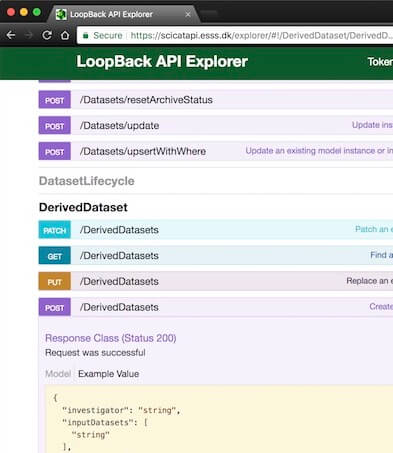 LoopBack API Explorer
Secure https://scicatapi.esss.dk/explorer/#!/DerivedDataset/DerivedD...
LoopBack API Explorer Token
POST /Datasets/resetArchiveStatus
POST /Datasets/update Update ins
POST /Datasets/upsertWithWhere Update an existing model instance or in
DatasetLifecycle
DerivedDataset
PATCH /DerivedDatasets Patch an e
GET /DerivedDatasets Find a
PUT /DerivedDatasets Replace an e
POST /DerivedDatasets Create
Response Class (Status 200)
Request was successful
Model Example Value
{
"investigator": "string",
"inputDatasets": [
"string"
],